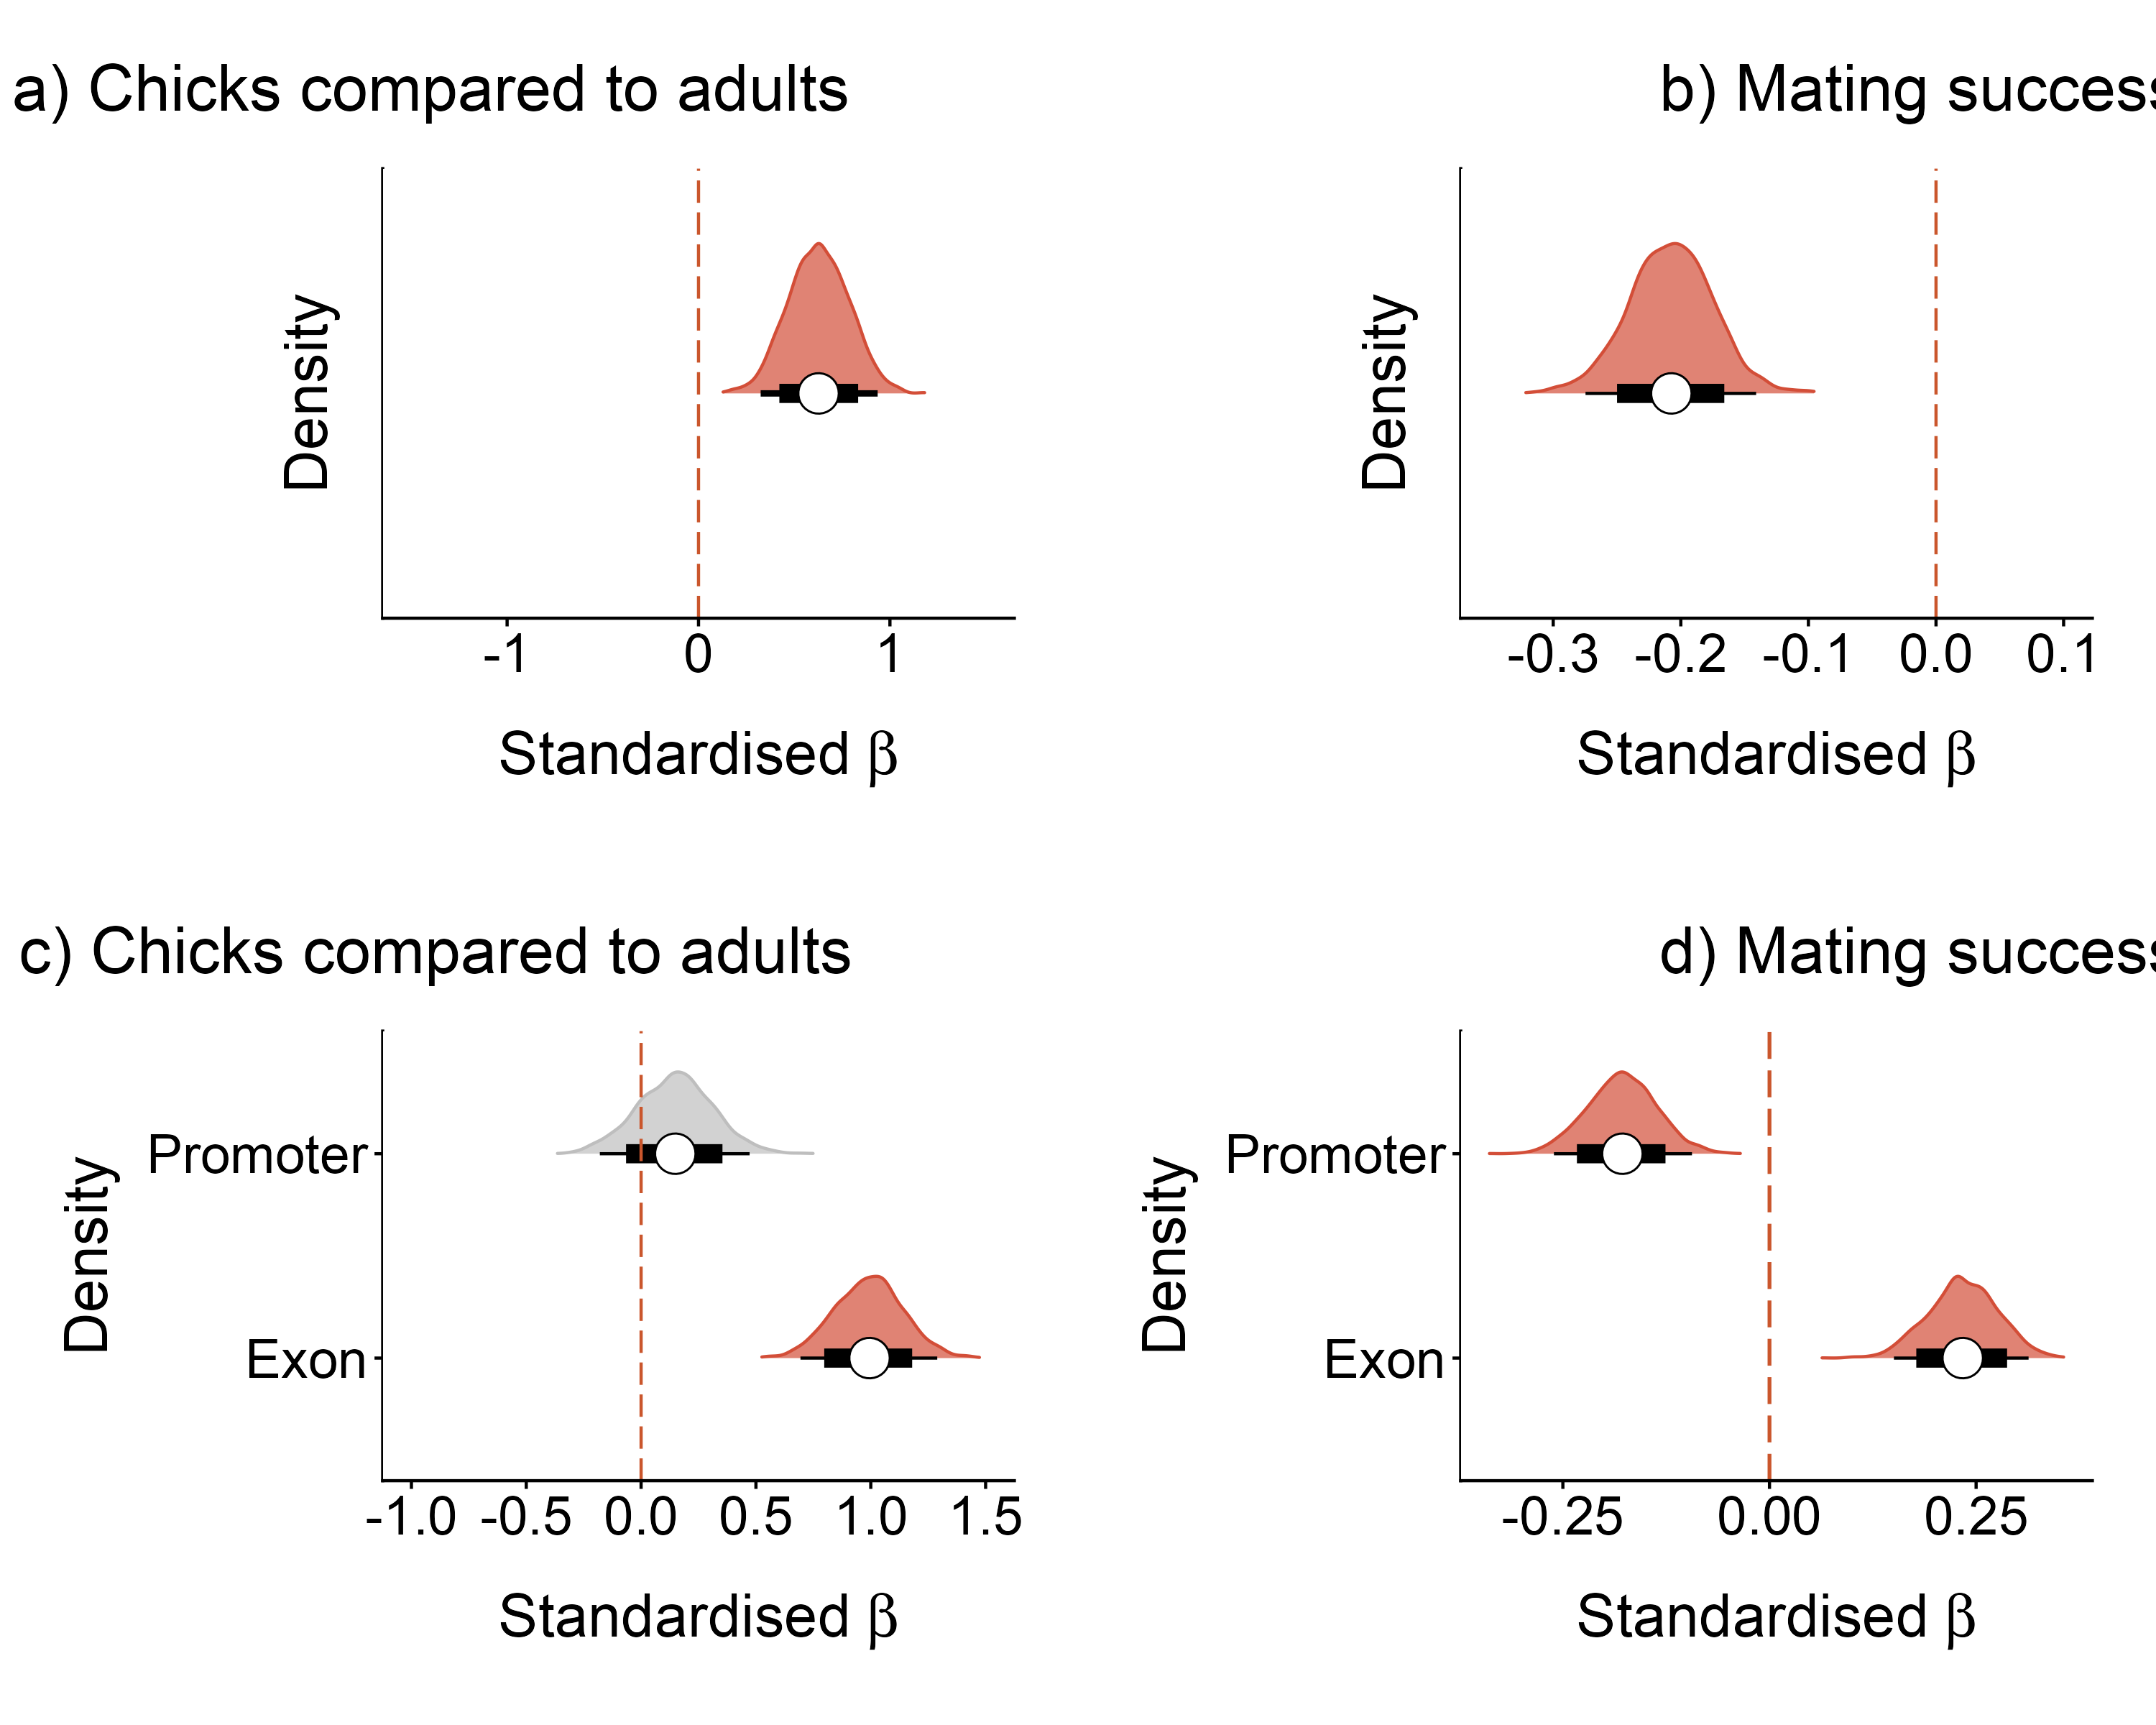 a) Chicks compared to adults
b) Mating success
Density
Density
-1 0 1
-0.3 -0.2 -0.1 0.0 0.1
Standardised β
Standardised β
c) Chicks compared to adults
d) Mating success
Density
Promoter
Exon
Density
Promoter
Exon
-1.0 -0.5 0.0 0.5 1.0 1.5
-0.25 0.00 0.25
Standardised β
Standardised β